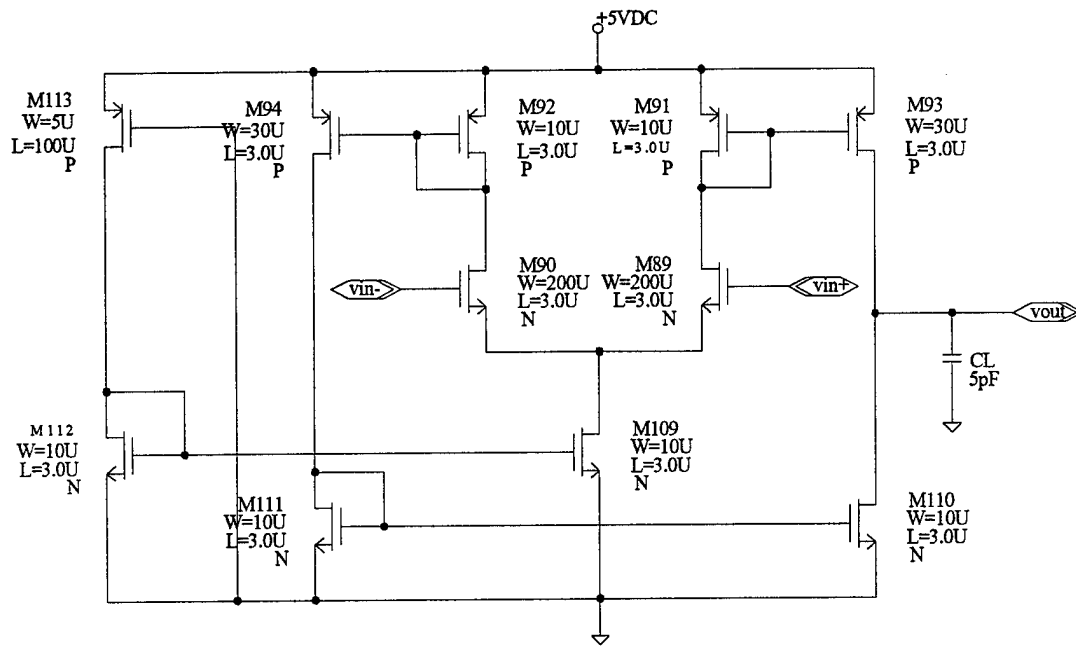 +5VDC
M113
W=5U
L=100U
P
M94
W=30U
L=3.0U
P
M92
W=10U
L=3.0U
P
M91
W=10U
L=3.0U
P
M93
W=30U
L=3.0U
P
vin-
M90
W=200U
L=3.0U
N
M89
W=200U
L=3.0U
N
vin+
vout
CL
5pF
M112
W=10U
L=3.0U
N
M109
W=10U
L=3.0U
N
M111
W=10U
L=3.0U
N
M110
W=10U
L=3.0U
N